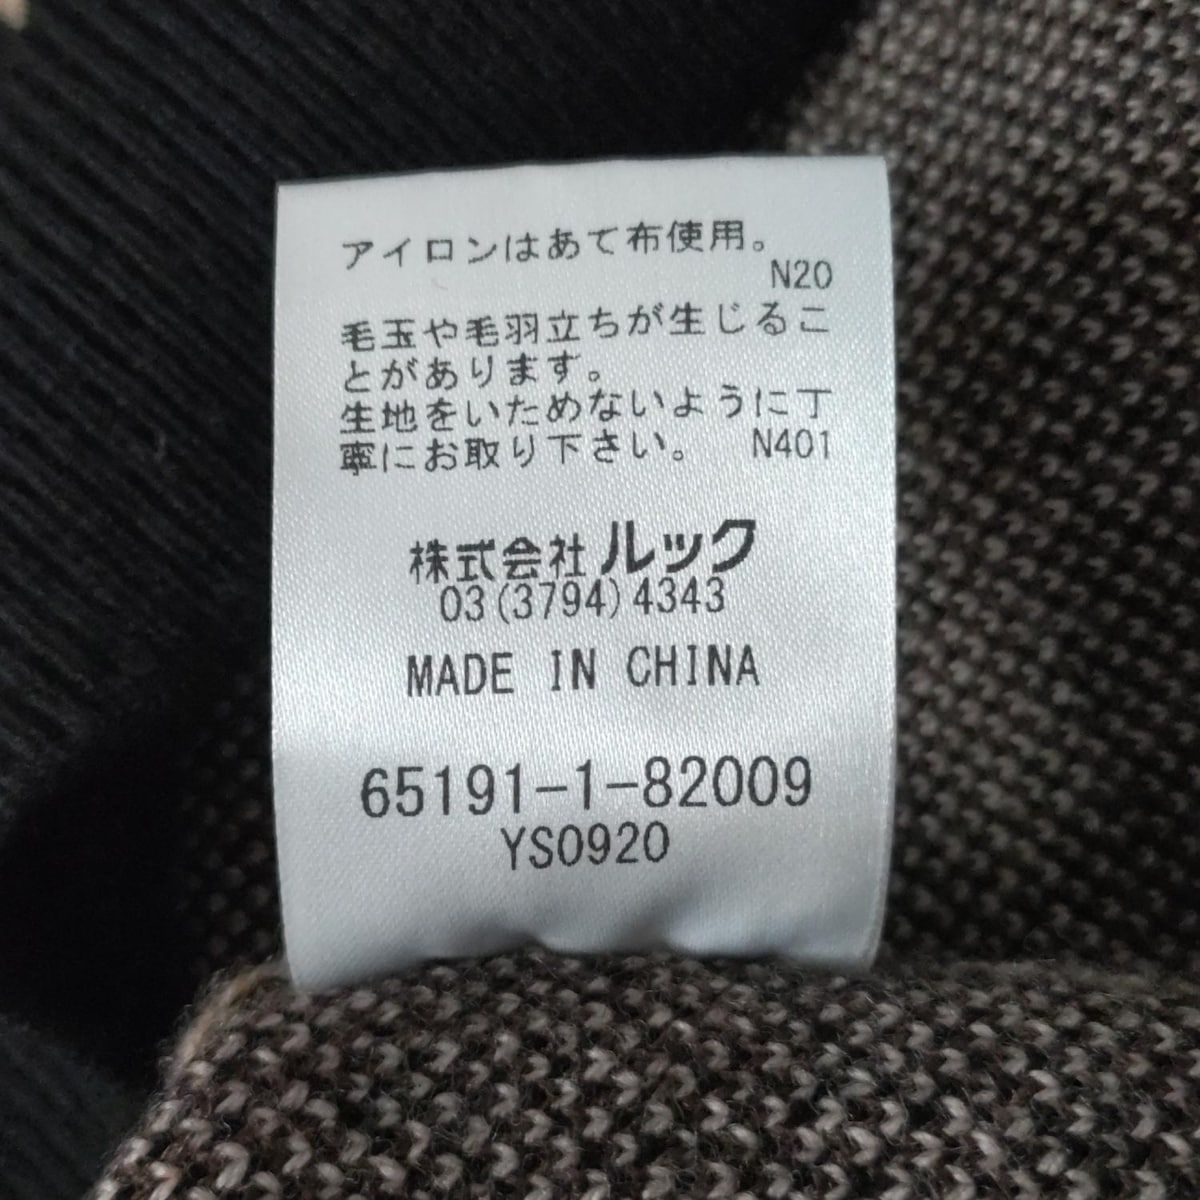 アイロンはあて布使用。
N20
毛玉や毛羽立ちが生じるこ
とがあります。
生地をいためないように丁
寧にお取り下さい。 N401
株式会社ルック
03(3794)4343
MADE IN CHINA
65191-1-82009
YS0920